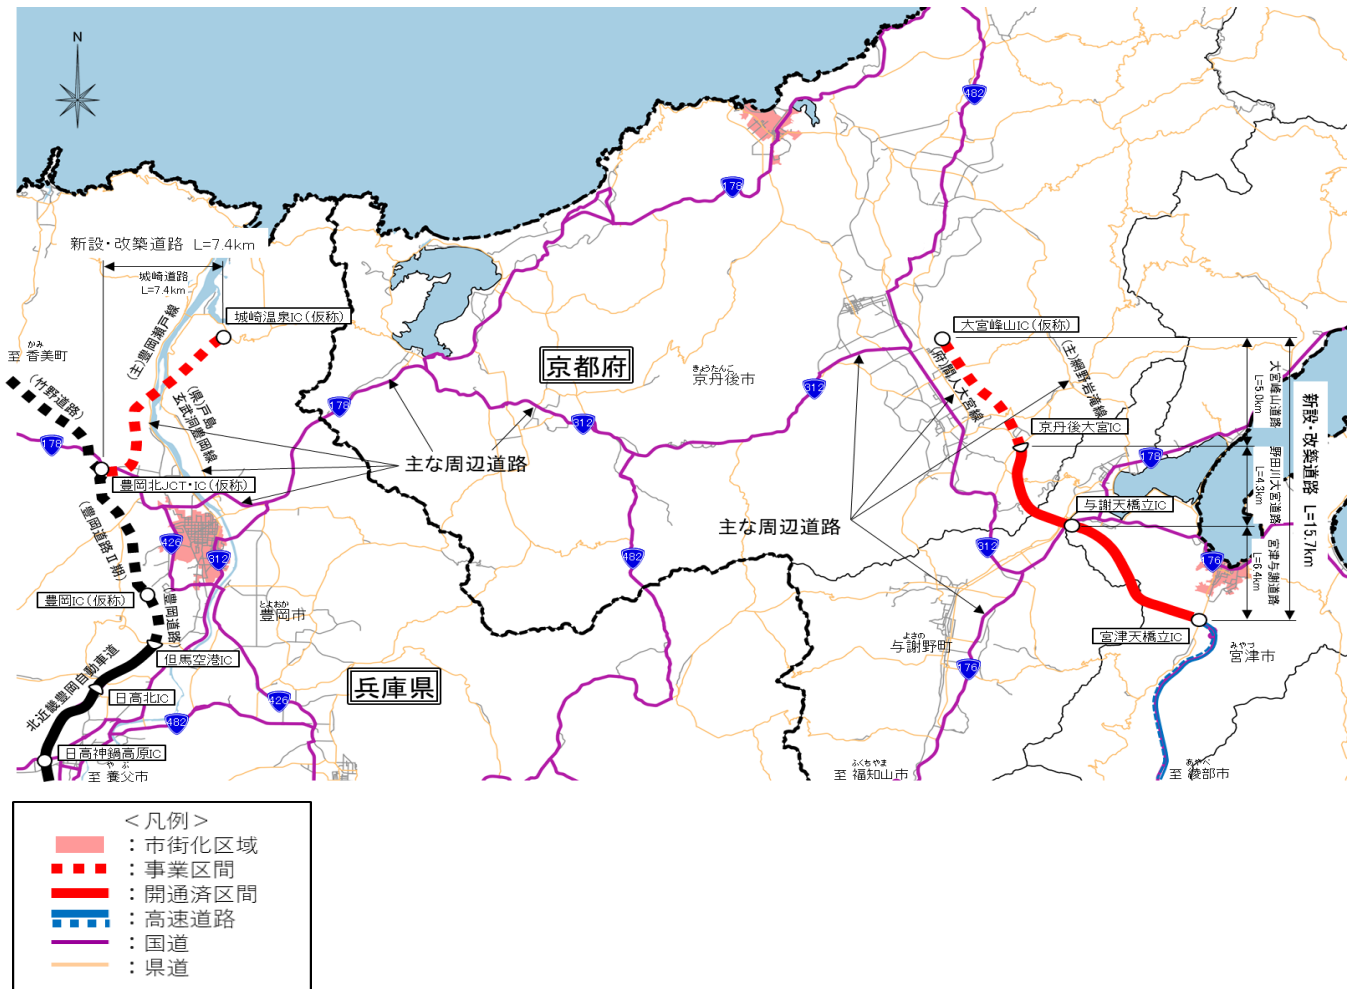 N
482
178
新設・改築道路 L=7.4km
城崎道路
L=7.4km
(主)豊岡瀬戸線
城崎温泉IC(仮称)
かみ
至 香美町
(竹野道路)
(県)戸島
玄武洞豊岡線
178
178
豊岡北JCT・IC(仮称)
主な周辺道路
京都府
きょうたんご
京丹後市
312
312
大宮峰山IC(仮称)
(府)間人大宮線
(主)網野岩滝線
京丹後大宮IC
大宮峰山道路
L=5.0km
野田川大宮道路
L=4.3km
宮津与謝道路
L=6.4km
新設・改築道路 L=15.7km
178
与謝天橋立IC
主な周辺道路
(豊岡道路Ⅱ期)
426
312
482
312
176
豊岡IC(仮称)
(豊岡道路)
とよおか
豊岡市
宮津天橋立IC
よさの
与謝野町
みやづ
宮津市
但馬空港IC
北近畿豊岡自動車道
兵庫県
176
日高北IC
426
482
日高神鍋高原IC
やぶ
至 養父市
ふくちやま
至 福知山市
あやべ
至 綾部市
<凡例>
:市街化区域
:事業区間
:開通済区間
:高速道路
:国道
:県道